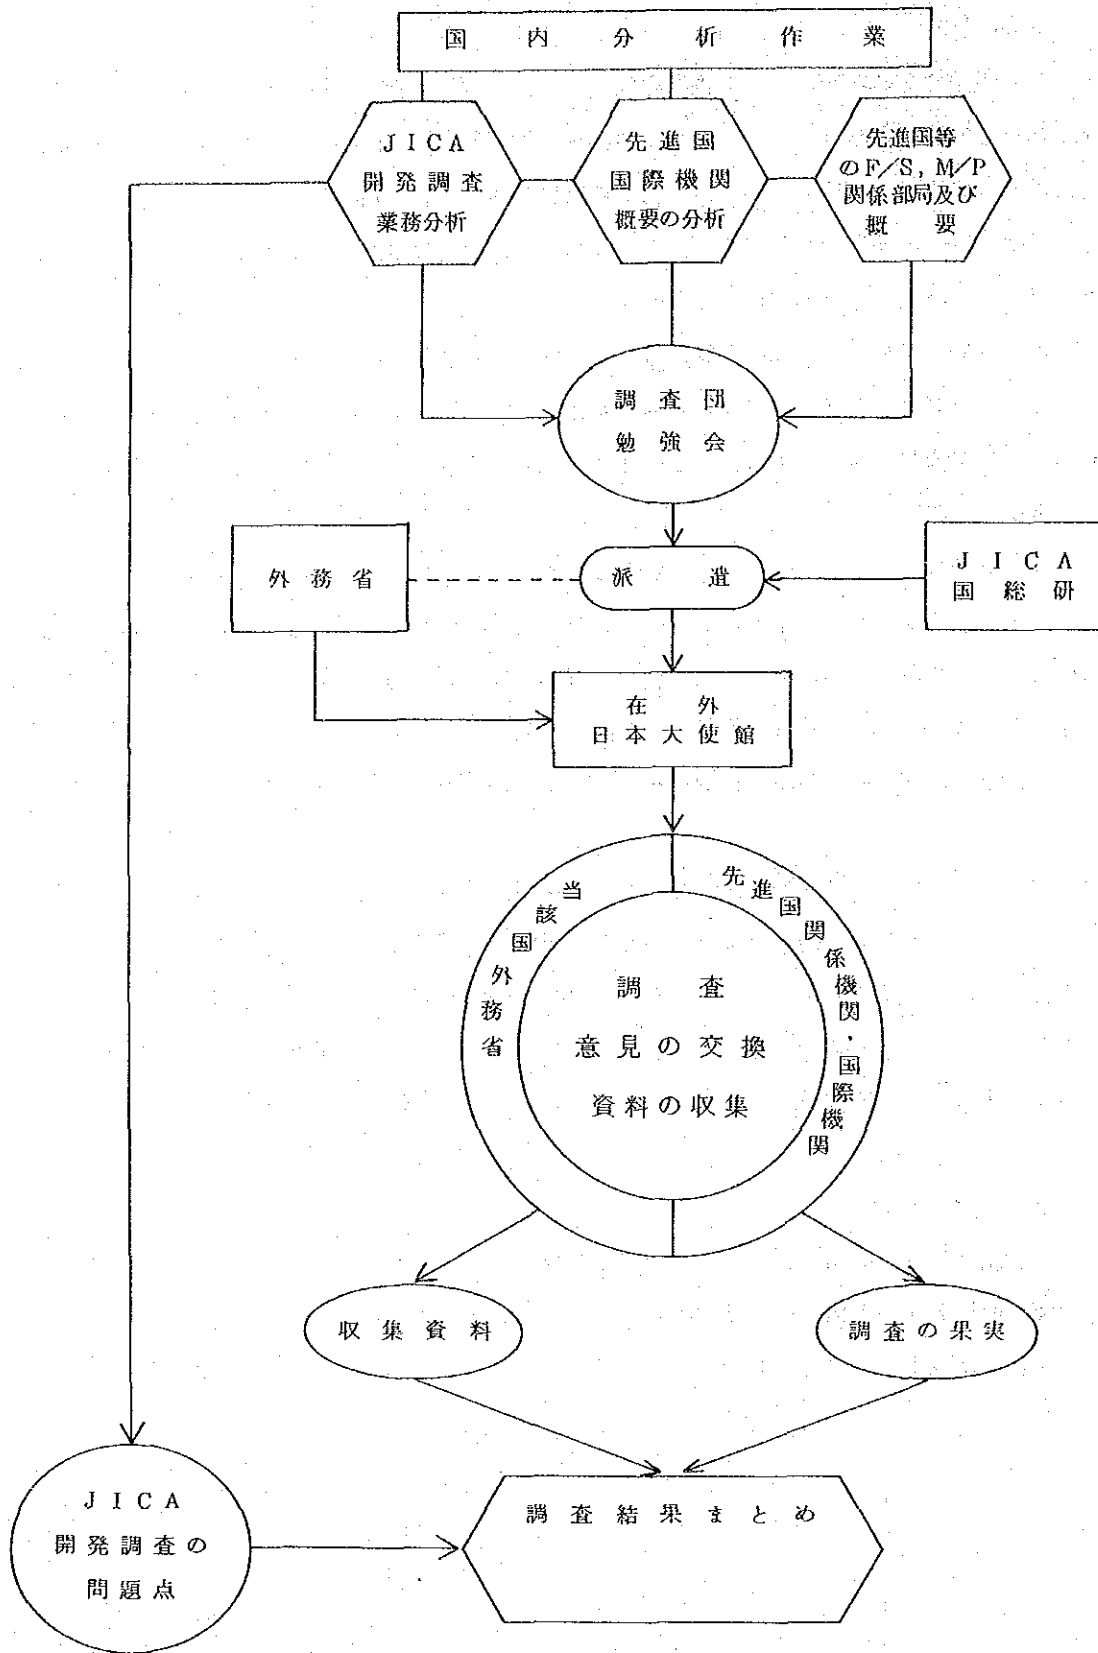 国内分析作業
JICA
開発調査
業務分析
先進国
国際機関
概要の分析
先進国等
のF/S, M/P
関係部局及び
概要
調査団
勉強会
外務省
派遣
JICA
国総研
在外
日本大使館
当該国外務省
先進国関係機関・国際機関
調査
意見の交換
資料の収集
収集資料
調査の果実
JICA
開発調査の
問題点
調査結果まとめ